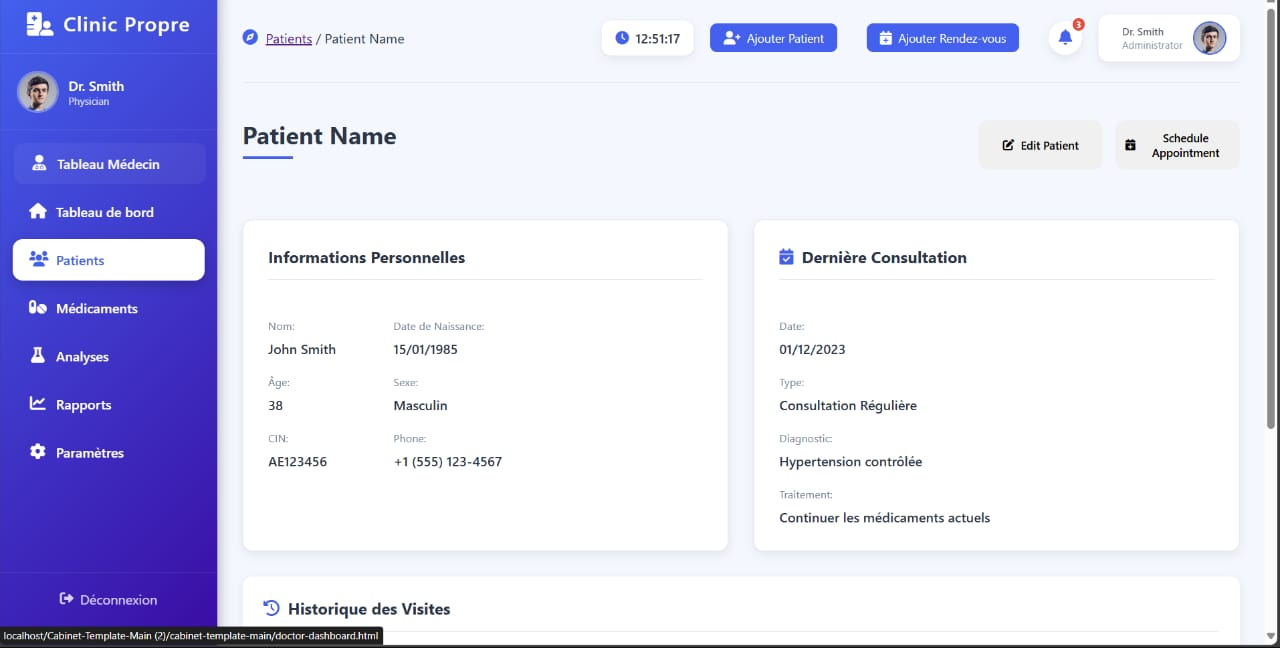 Clinic Propre
Dr. Smith
Physician
Tableau Médecin
Tableau de bord
Patients
Médicaments
Analyses
Rapports
Paramètres
Déconnexion
Patients / Patient Name
12:51:17
Ajouter Patient
Ajouter Rendez-vous
3
Dr. Smith
Administrator
Patient Name
Edit Patient
Schedule
Appointment
Informations Personnelles
Nom:
John Smith
Date de Naissance:
15/01/1985
Âge:
38
Sexe:
Masculin
CIN:
AE123456
Phone:
+1 (555) 123-4567
Dernière Consultation
Date:
01/12/2023
Type:
Consultation Régulière
Diagnostic:
Hypertension contrôlée
Traitement:
Continuer les médicaments actuels
Historique des Visites
localhost/Cabinet-Template-Main (2)/cabinet-template-main/doctor-dashboard.html